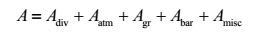 A = A_div + A_atm + A_gr + A_bar + A_misc